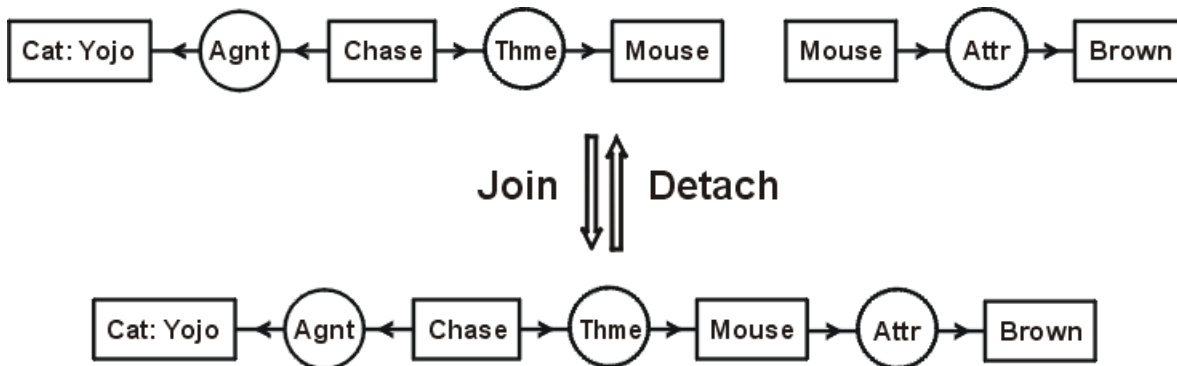 Cat: Yojo Agnt Chase Thme Mouse Mouse Attr Brown
Join Detach
Cat: Yojo Agnt Chase Thme Mouse Attr Brown